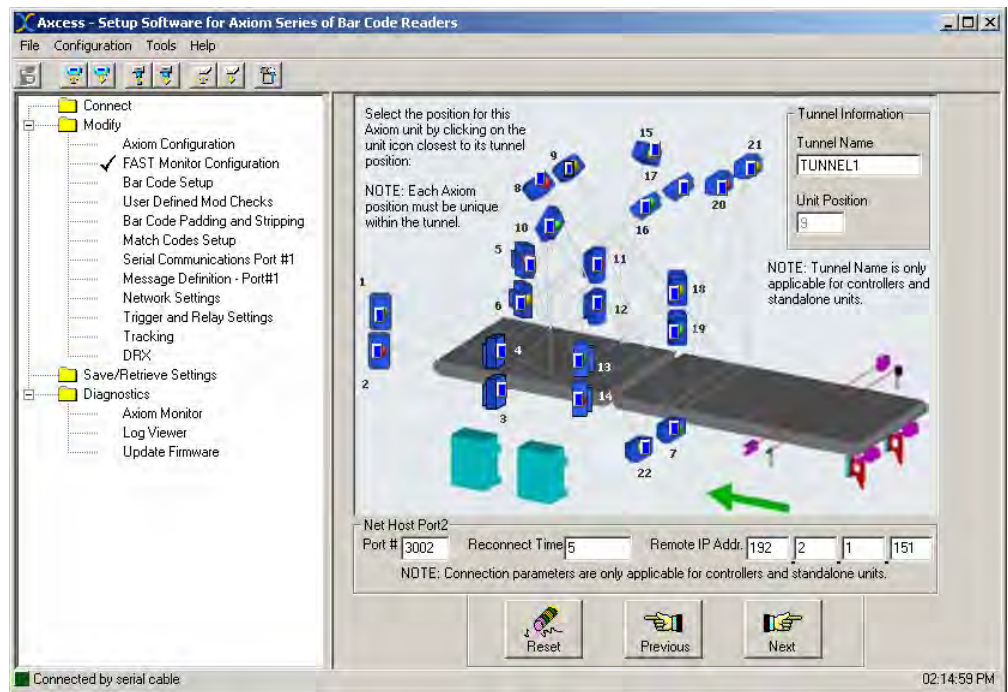 Axcess - Setup Software for Axiom Series of Bar Code Readers
File Configuration Tools Help
Connect
Modify
Axiom Configuration
FAST Monitor Configuration
Bar Code Setup
User Defined Mod Checks
Bar Code Padding and Stripping
Match Codes Setup
Serial Communications Port #1
Message Definition - Port#1
Network Settings
Trigger and Relay Settings
Tracking
DRX
Save/Retrieve Settings
Diagnostics
Axiom Monitor
Log Viewer
Update Firmware
Select the position for this
Axiom unit by clicking on the
unit icon closest to its tunnel
position:
NOTE: Each Axiom
position must be unique
within the tunnel.
15
21
9
17
8
20
10
16
5
11
1
18
6
12
19
4
13
2
14
3
7
22
Tunnel Information
Tunnel Name
TUNNEL1
Unit Position
9
NOTE: Tunnel Name is only
applicable for controllers and
standalone units.
Net Host Port2
Port # 3002 Reconnect Time 5 Remote IP Addr. 192 . 2 . 1 . 151
NOTE: Connection parameters are only applicable for controllers and standalone units.
Reset Previous Next
Connected by serial cable 02:14:59 PM